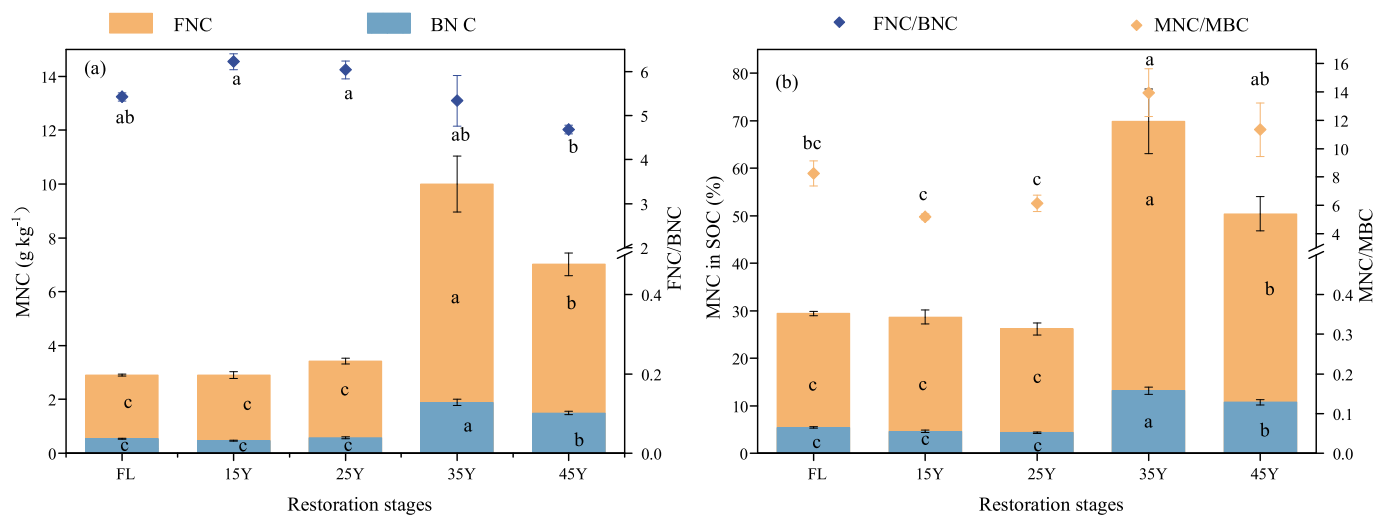 FNC BN C FNC/BNC MNC/MBC
(a)
MNC (g kg-1)
14
12
10
8
6
4
2
0
ab a a ab b
c c c a b
c c c a b
6
5
4
3
2
0.4
0.2
0.0
FNC/BNC
FL 15Y 25Y 35Y 45Y
Restoration stages
(b)
MNC in SOC (%)
80
70
60
50
40
30
20
10
0
bc c c a ab
c c c a b
c c c a b
16
14
12
10
8
6
4
0.4
0.3
0.2
0.1
0.0
MNC/MBC
FL 15Y 25Y 35Y 45Y
Restoration stages